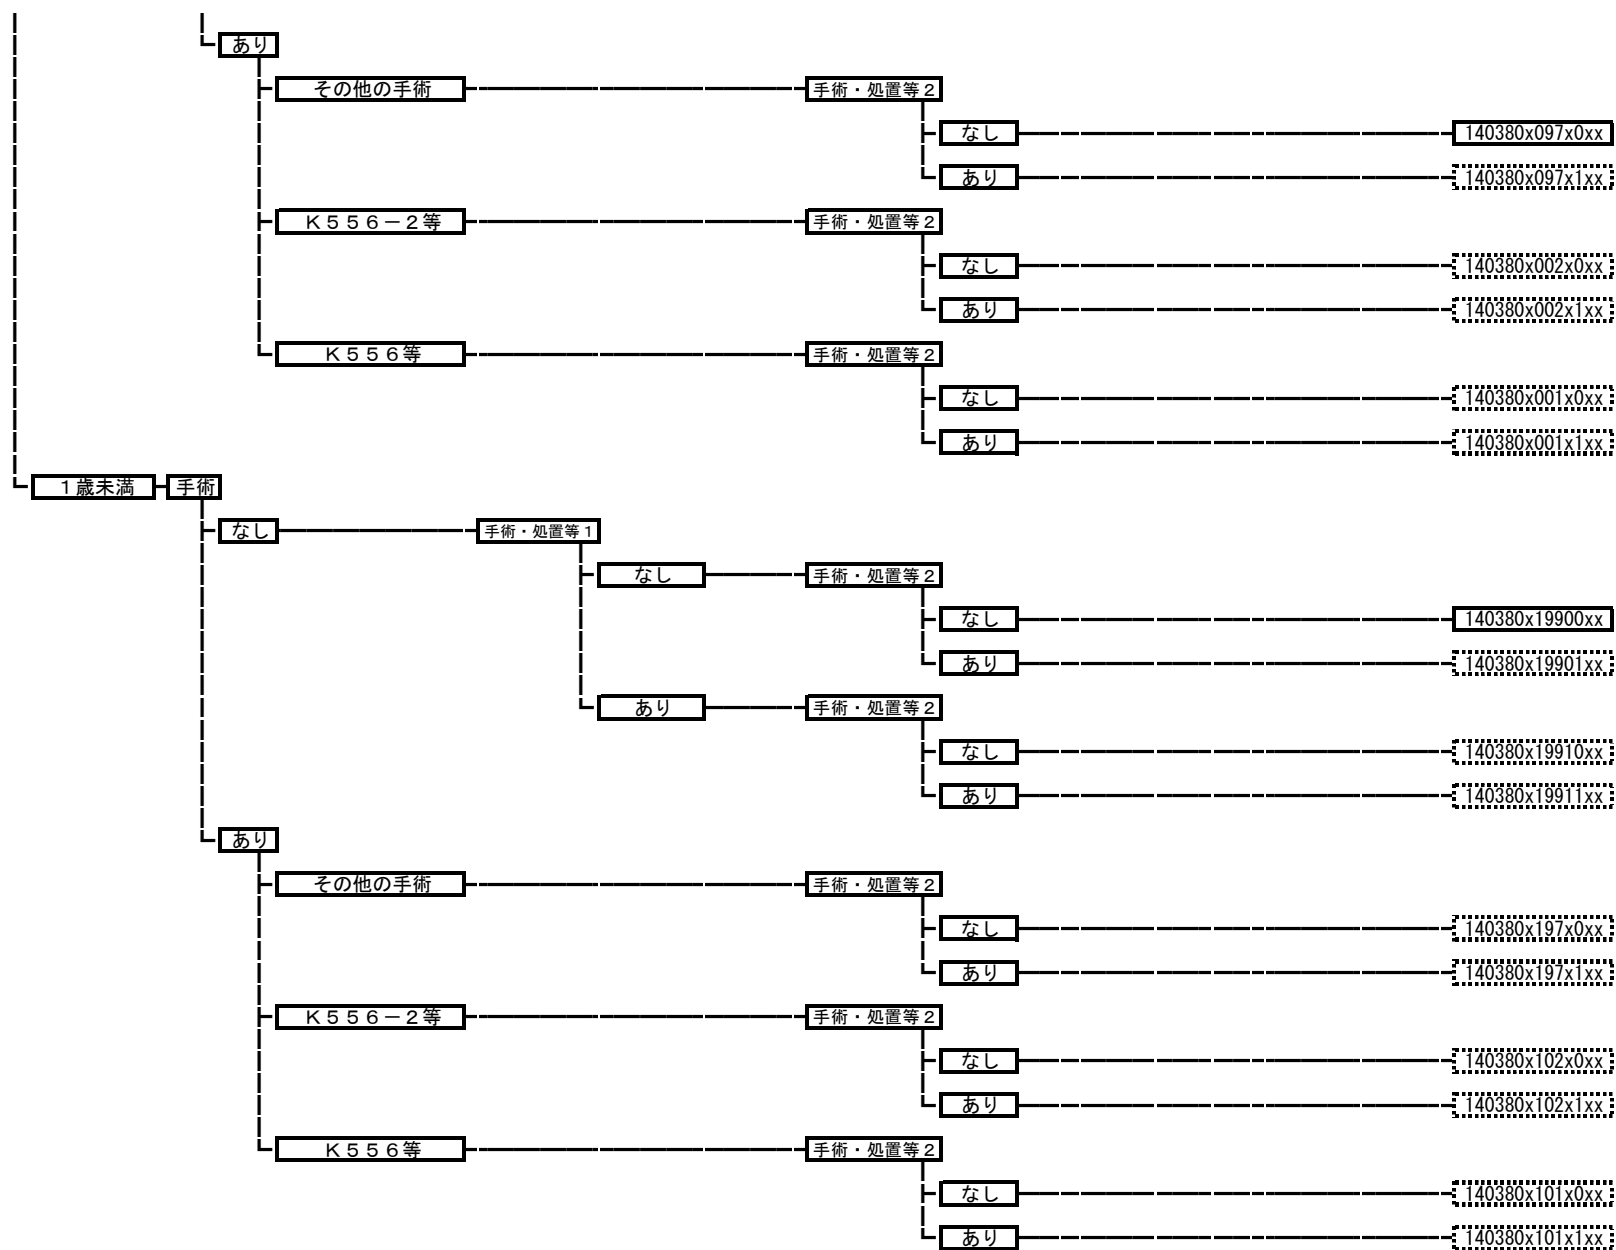 あり
その他の手術 手術・処置等２
なし 140380x097x0xx
あり 140380x097x1xx
Ｋ５５６－２等 手術・処置等２
なし 140380x002x0xx
あり 140380x002x1xx
Ｋ５５６等 手術・処置等２
なし 140380x001x0xx
あり 140380x001x1xx
１歳未満 手術
なし 手術・処置等１
なし 手術・処置等２
なし 140380x19900xx
あり 140380x19901xx
あり 手術・処置等２
なし 140380x19910xx
あり 140380x19911xx
あり
その他の手術 手術・処置等２
なし 140380x197x0xx
あり 140380x197x1xx
Ｋ５５６－２等 手術・処置等２
なし 140380x102x0xx
あり 140380x102x1xx
Ｋ５５６等 手術・処置等２
なし 140380x101x0xx
あり 140380x101x1xx